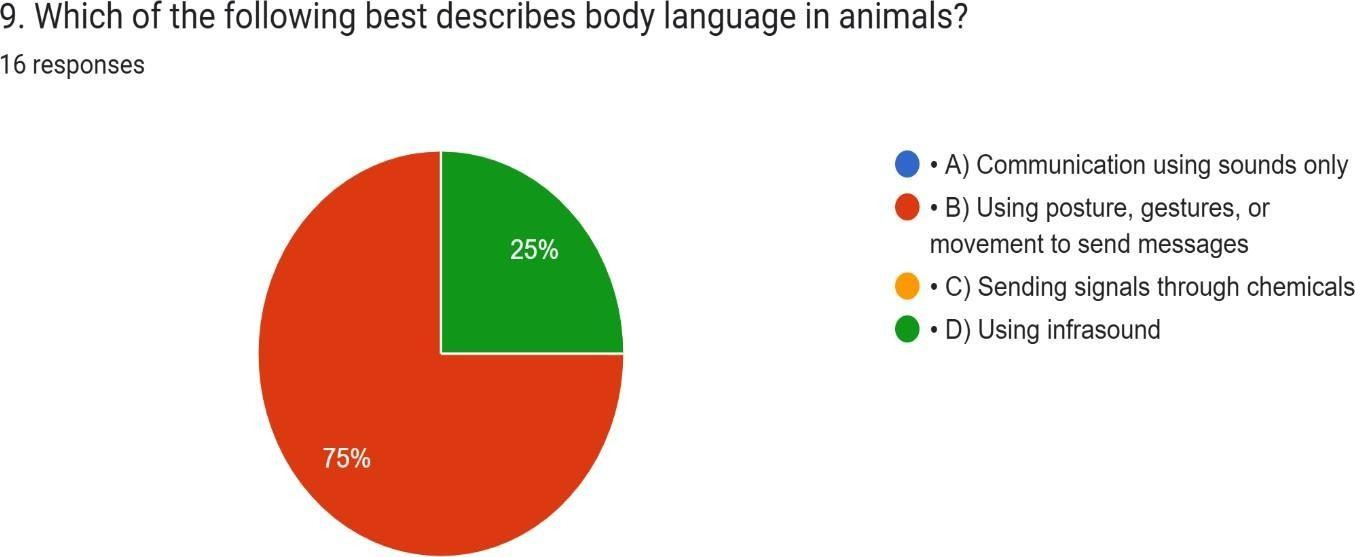 9. Which of the following best describes body language in animals?
16 responses
25%
75%
• A) Communication using sounds only
• B) Using posture, gestures, or
movement to send messages
• C) Sending signals through chemicals
• D) Using infrasound